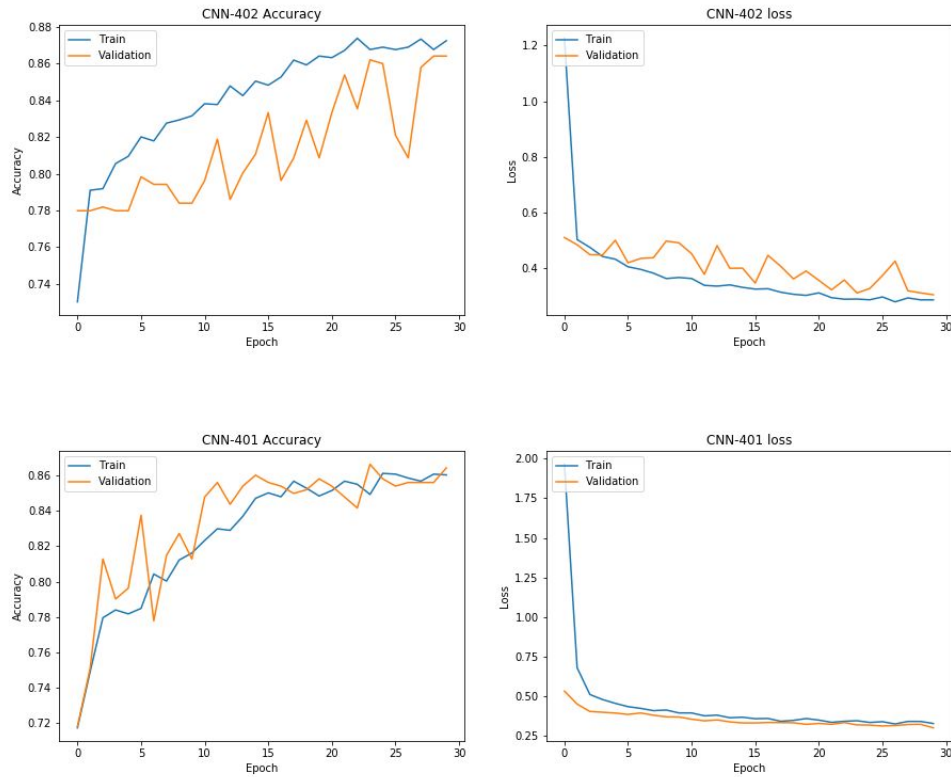 CNN-402 Accuracy
Train
Validation
0.88
0.86
0.84
0.82
0.80
0.78
0.76
0.74
Accuracy
0 5 10 15 20 25 30
Epoch
CNN-402 loss
Train
Validation
1.2
1.0
0.8
0.6
0.4
Loss
0 5 10 15 20 25 30
Epoch
CNN-401 Accuracy
Train
Validation
0.86
0.84
0.82
0.80
0.78
0.76
0.74
0.72
Accuracy
0 5 10 15 20 25 30
Epoch
CNN-401 loss
Train
Validation
2.00
1.75
1.50
1.25
1.00
0.75
0.50
0.25
Loss
0 5 10 15 20 25 30
Epoch